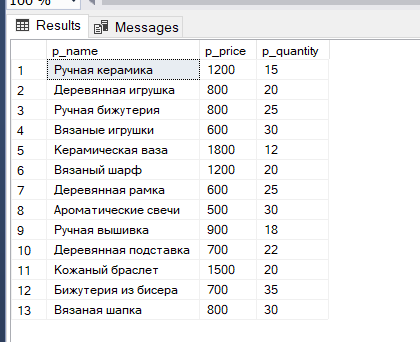 100 %
Results Messages
p_name p_price p_quantity
1 Ручная керамика 1200 15
2 Деревянная игрушка 800 20
3 Ручная бижутерия 800 25
4 Вязаные игрушки 600 30
5 Керамическая ваза 1800 12
6 Вязаный шарф 1200 20
7 Деревянная рамка 600 25
8 Ароматические свечи 500 30
9 Ручная вышивка 900 18
10 Деревянная подставка 700 22
11 Кожаный браслет 1500 20
12 Бижутерия из бисера 700 35
13 Вязаная шапка 800 30